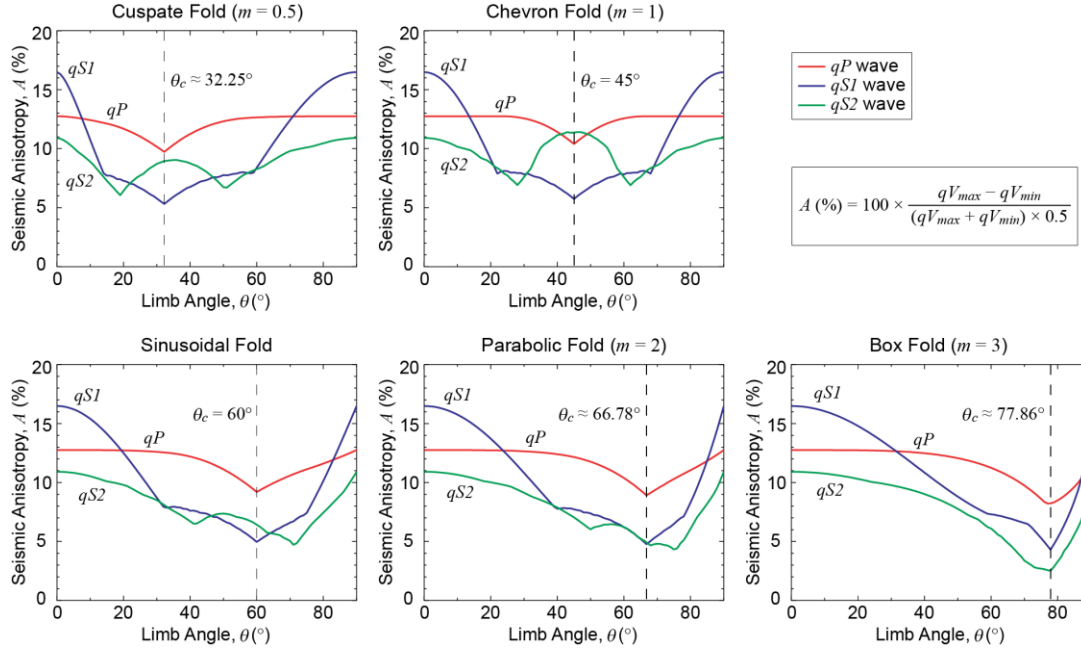 Cuspate Fold (m = 0.5)
Seismic Anisotropy, A (%)
20
15
10
5
0
qS1
qP
qS2
θc ≈ 32.25°
0 20 40 60 80
Limb Angle, θ (°)
Chevron Fold (m = 1)
Seismic Anisotropy, A (%)
20
15
10
5
0
qS1
qP
qS2
θc = 45°
0 20 40 60 80
Limb Angle, θ (°)
qP wave
qS1 wave
qS2 wave
A (%) = 100 × qVmax − qVmin
(qVmax + qVmin) × 0.5
Sinusoidal Fold
Seismic Anisotropy, A (%)
20
15
10
5
0
qS1
qP
qS2
θc = 60°
0 20 40 60 80
Limb Angle, θ (°)
Parabolic Fold (m = 2)
Seismic Anisotropy, A (%)
20
15
10
5
0
qS1
qP
qS2
θc ≈ 66.78°
0 20 40 60 80
Limb Angle, θ (°)
Box Fold (m = 3)
Seismic Anisotropy, A (%)
20
15
10
5
0
qS1
qP
qS2
θc ≈ 77.86°
0 20 40 60 80
Limb Angle, θ (°)